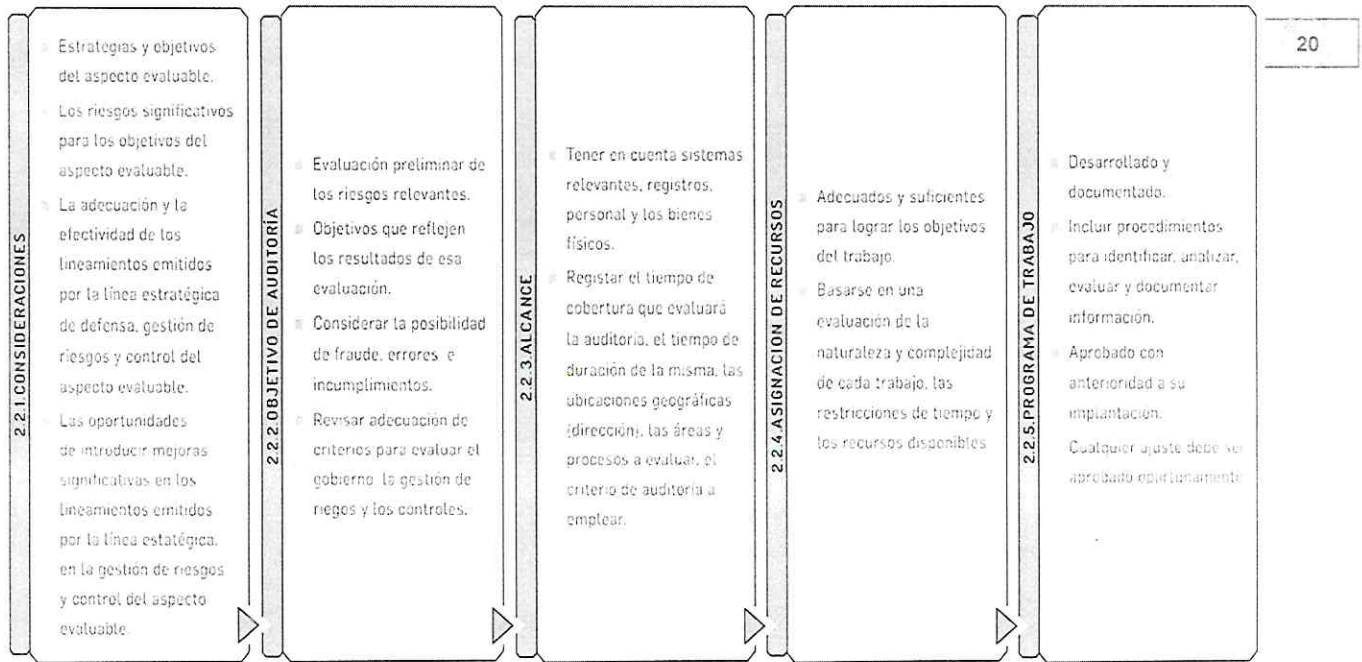 20
2.2.1.CONSIDERACIONES
Estrategias y objetivos
del aspecto evaluable.
Los riesgos significativos
para los objetivos del
aspecto evaluable.
La adecuación y la
efectividad de los
lineamientos emitidos
por la línea estratégica
de defensa, gestión de
riesgos y control del
aspecto evaluable.
Las oportunidades
de introducir mejoras
significativas en los
lineamientos emitidos
por la línea estatégica,
en la gestión de riesgos
y control del aspecto
evaluable.
2.2.2.OBJETIVO DE AUDITORÍA
Evaluación preliminar de
los riesgos relevantes.
Objetivos que reflejen
los resultados de esa
evaluación.
Considerar la posibilidad
de fraude, errores e
incumplimientos.
Revisar adecuación de
criterios para evaluar el
gobierno, la gestión de
riegos y los controles.
2.2.3.ALCANCE
Tener en cuenta sistemas
relevantes, registros,
personal y los bienes
físicos.
Registar el tiempo de
cobertura que evaluará
la auditoria, el tiempo de
duración de la misma, las
ubicaciones geográficas
(dirección), las áreas y
procesos a evaluar, el
criterio de auditoría a
emplear.
2.2.4.ASIGNACION DE RECURSOS
Adecuados y suficientes
para lograr los objetivos
del trabajo.
Basarse en una
evaluación de la
naturaleza y complejidad
de cada trabajo, las
restricciones de tiempo y
los recursos disponibles
2.2.5.PROGRAMA DE TRABAJO
Desarrollado y
documentado.
Incluir procedimientos
para identificar, analizar,
evaluar y documentar
información.
Aprobado con
anterioridad a su
implantación.
Cualquier ajuste debe ser
aprobado oportunamente